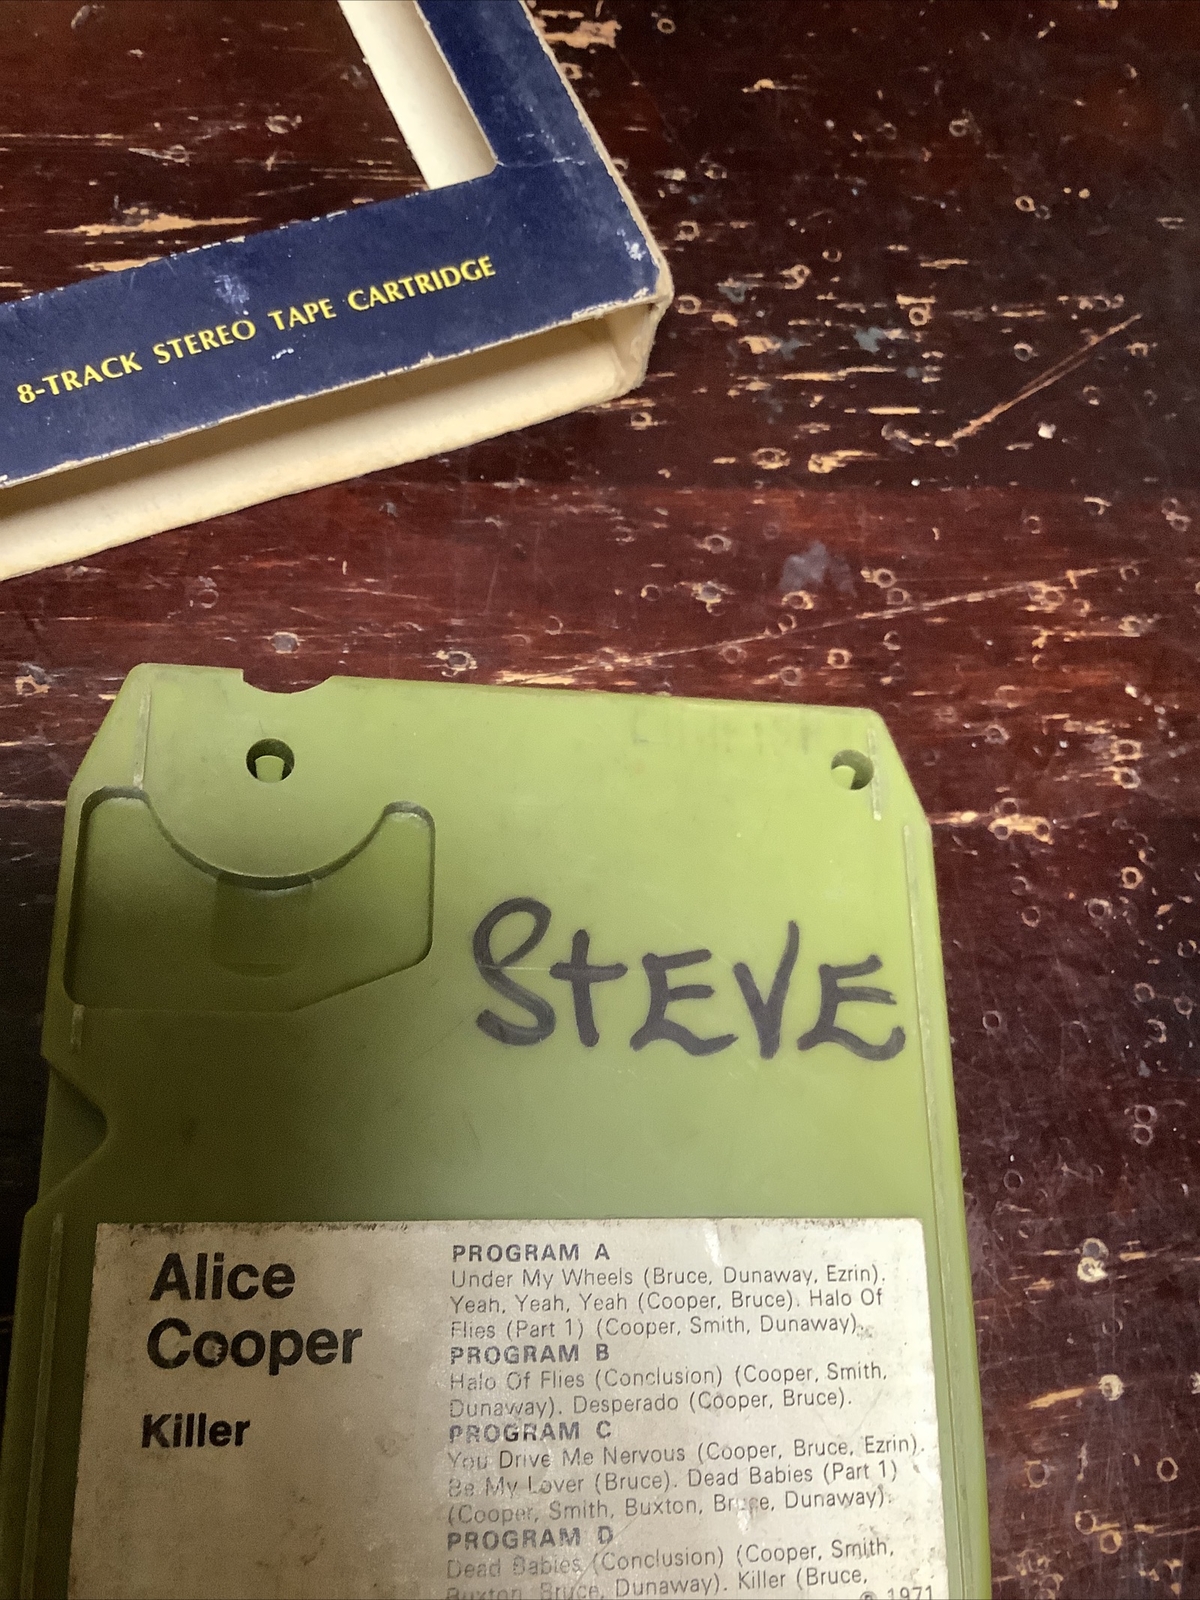 8-TRACK STEREO TAPE CARTRIDGE
STEVE
Alice
Cooper
Killer
PROGRAM A
Under My Wheels (Bruce, Dunaway, Ezrin).
Yeah, Yeah, Yeah (Cooper, Bruce). Halo Of
Flies (Part 1) (Cooper, Smith, Dunaway).
PROGRAM B
Halo Of Flies (Conclusion) (Cooper, Smith,
Dunaway). Desperado (Cooper, Bruce).
PROGRAM C
You Drive Me Nervous (Cooper, Bruce, Ezrin).
Be My Lover (Bruce). Dead Babies (Part 1)
(Cooper, Smith, Buxton, Bruce, Dunaway).
PROGRAM D
Dead Babies (Conclusion) (Cooper, Smith,
Buxton, Bruce, Dunaway). Killer (Bruce,
© 1971